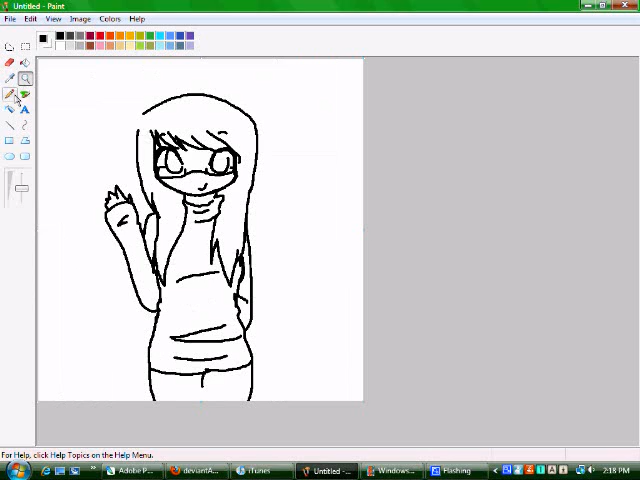 Untitled - Paint
File Edit View Image Colors Help
A
For Help, click Help Topics on the Help Menu.
Adobe P... deviantA... iTunes Untitled -... Windows... Flashing 2:18 PM